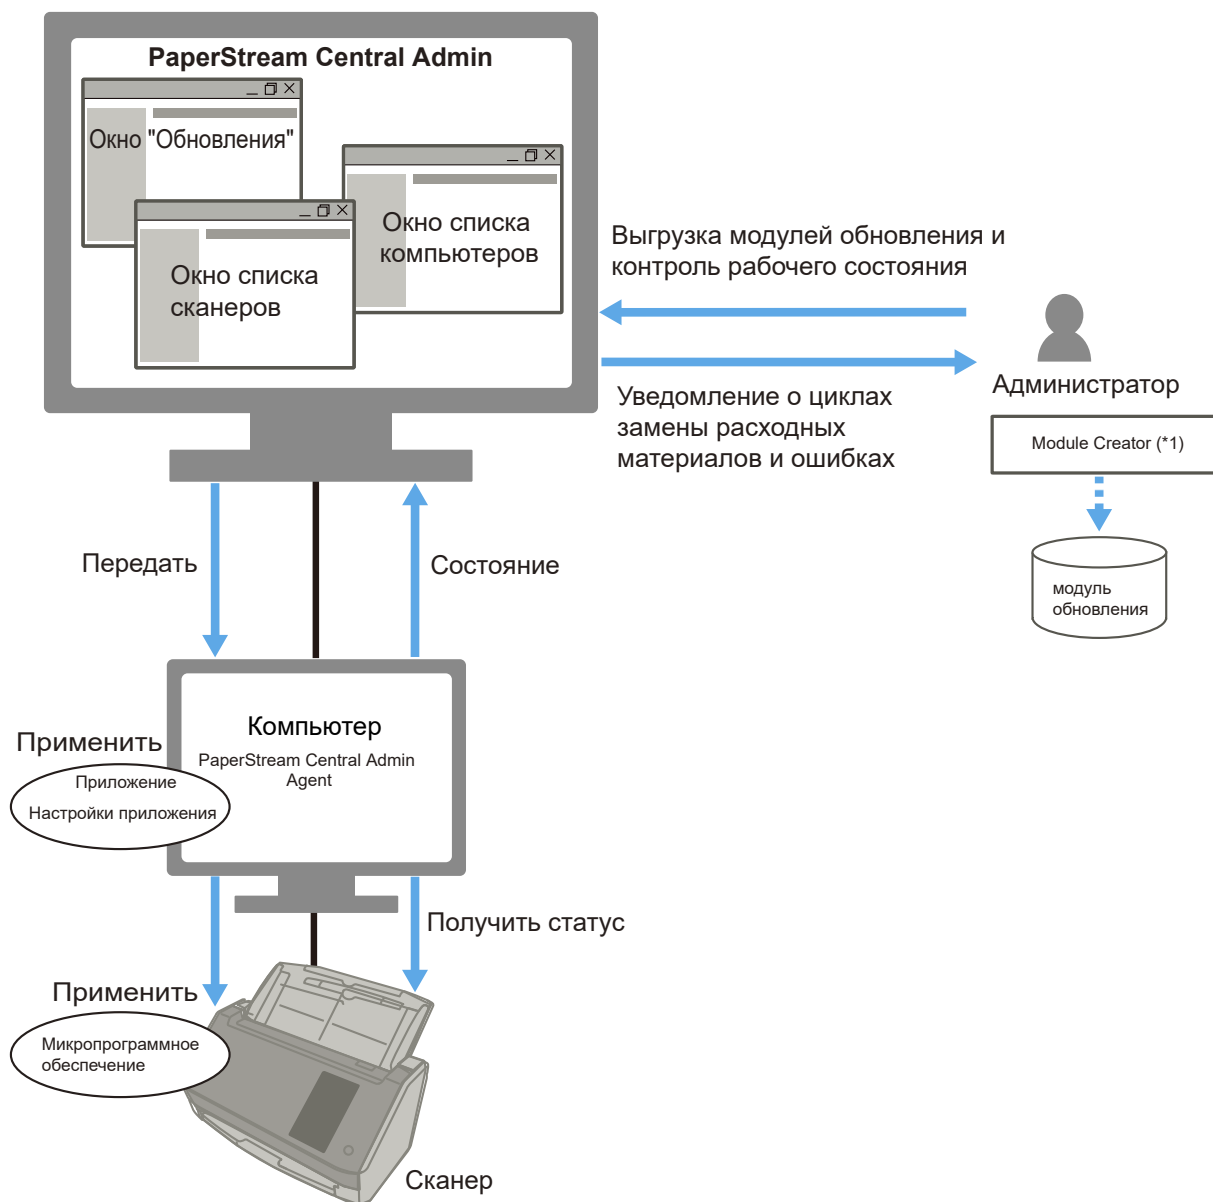 PaperStream Central Admin
Окно "Обновления"
Окно списка
компьютеров
Окно списка
сканеров
Выгрузка модулей обновления и
контроль рабочего состояния
Уведомление о циклах
замены расходных
материалов и ошибках
Администратор
Module Creator (*1)
модуль
обновления
Передать
Состояние
Компьютер
PaperStream Central Admin
Agent
Применить
Приложение
Настройки приложения
Получить статус
Применить
Микропрограммное
обеспечение
Сканер